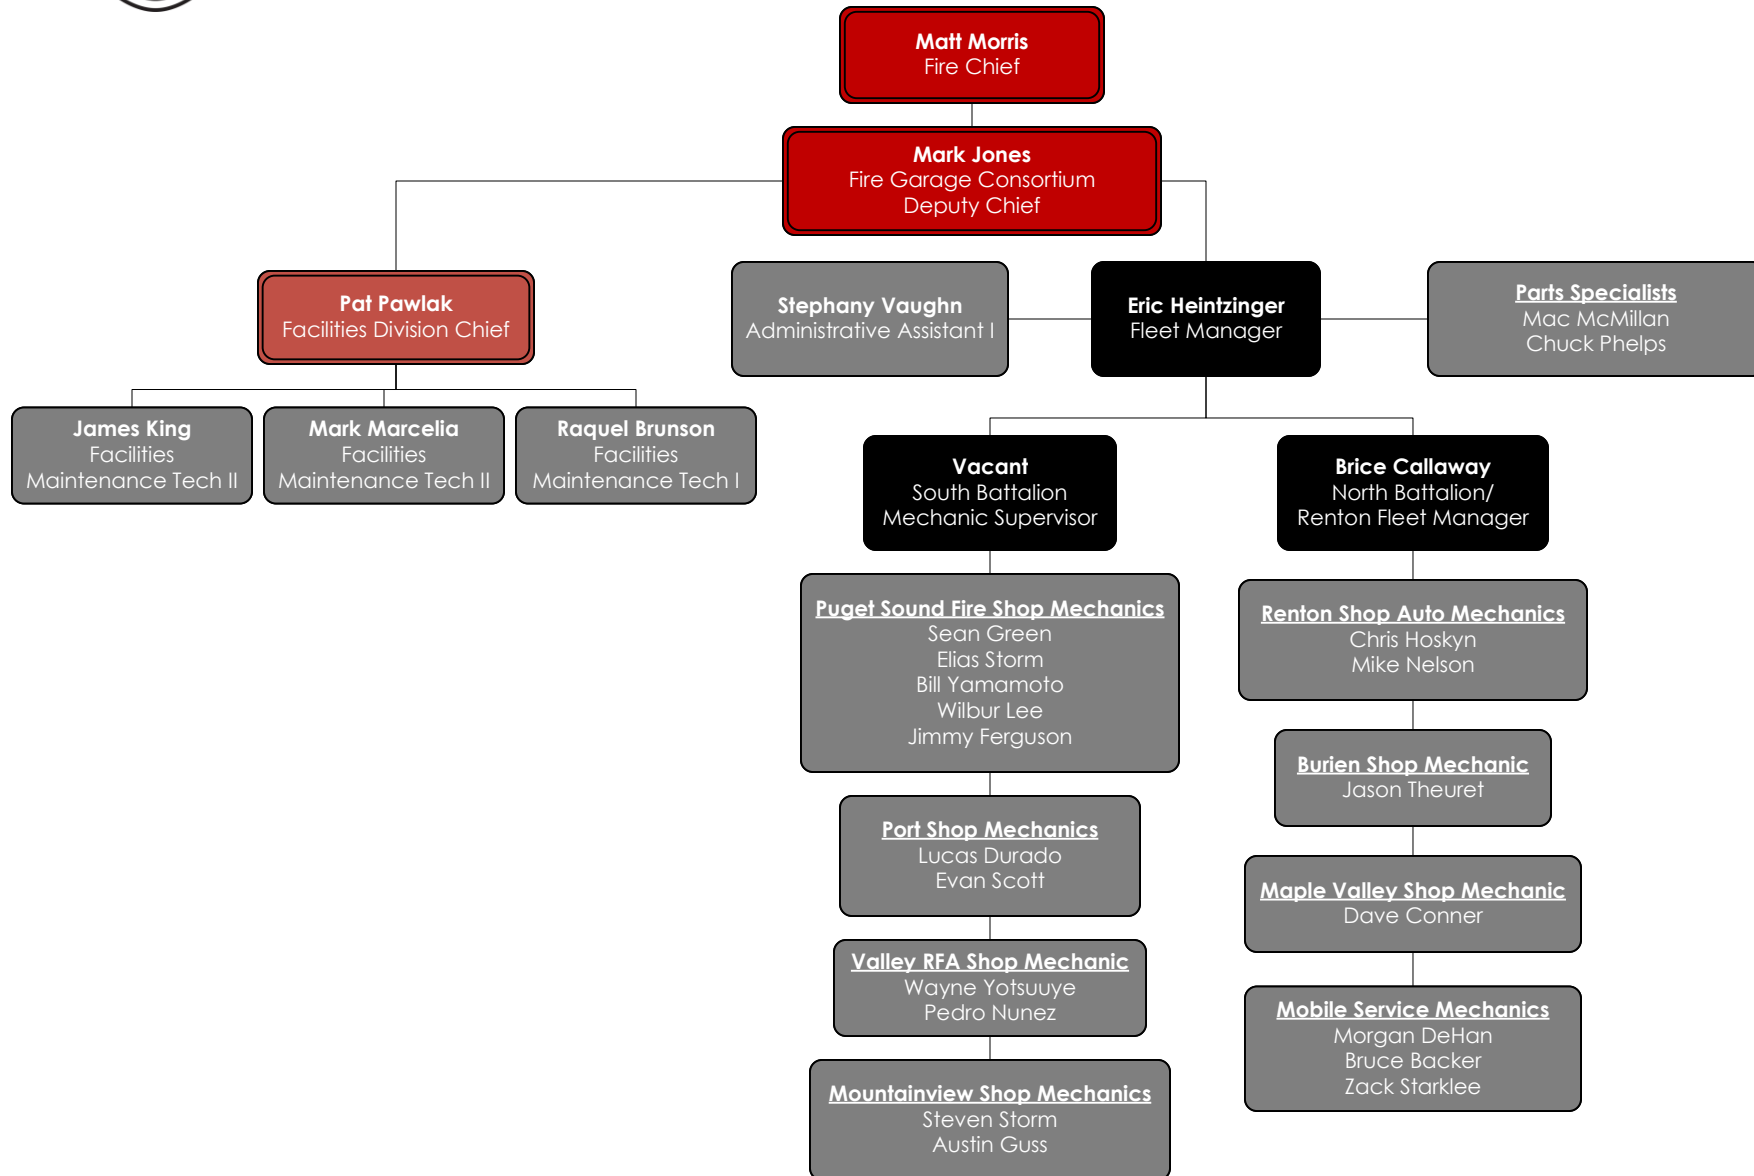 Matt Morris
Fire Chief
Mark Jones
Fire Garage Consortium
Deputy Chief
Pat Pawlak
Facilities Division Chief
Stephany Vaughn
Administrative Assistant I
Eric Heintzinger
Fleet Manager
Parts Specialists
Mac McMillan
Chuck Phelps
James King
Facilities
Maintenance Tech II
Mark Marcelia
Facilities
Maintenance Tech II
Raquel Brunson
Facilities
Maintenance Tech I
Vacant
South Battalion
Mechanic Supervisor
Brice Callaway
North Battalion/
Renton Fleet Manager
Puget Sound Fire Shop Mechanics
Sean Green
Elias Storm
Bill Yamamoto
Wilbur Lee
Jimmy Ferguson
Port Shop Mechanics
Lucas Durado
Evan Scott
Valley RFA Shop Mechanic
Wayne Yotsuuye
Pedro Nunez
Mountainview Shop Mechanics
Steven Storm
Austin Guss
Renton Shop Auto Mechanics
Chris Hoskyn
Mike Nelson
Burien Shop Mechanic
Jason Theuret
Maple Valley Shop Mechanic
Dave Conner
Mobile Service Mechanics
Morgan DeHan
Bruce Backer
Zack Starklee